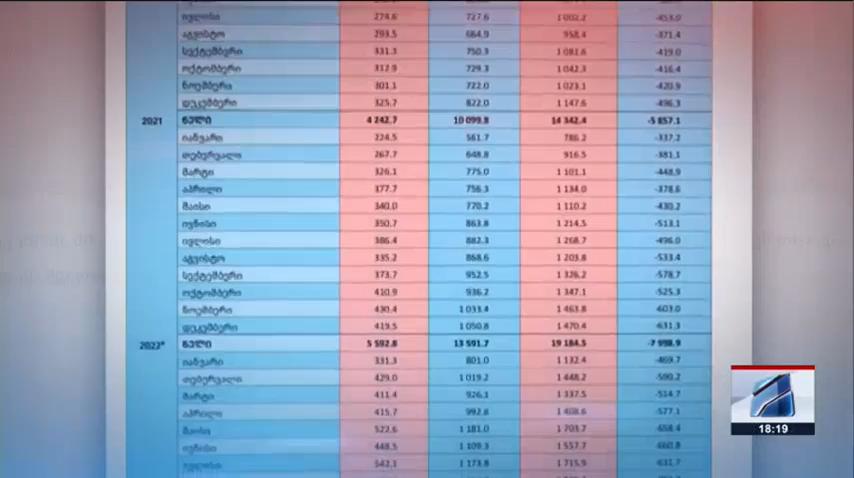 ივლისი 274.6 727.6 1 002.2 -453.0
აგვისტო 293.5 664.9 958.4 -371.4
სექტემბერი 331.3 750.3 1 081.6 -419.0
ოქტომბერი 312.9 729.3 1 042.3 -416.4
ნოემბერი 301.1 722.0 1 023.1 -420.9
დეკემბერი 325.7 822.0 1 147.6 -496.3
2021 წელი 4 242.7 10 099.8 14 342.4 -5 857.1
იანვარი 224.5 561.7 786.2 -337.2
თებერვალი 267.7 648.8 916.5 -381.1
მარტი 326.1 775.0 1 101.1 -448.9
აპრილი 377.7 756.3 1 134.0 -378.6
მაისი 340.0 770.2 1 110.2 -430.2
ივნისი 350.7 863.8 1 214.5 -513.1
ივლისი 386.4 882.3 1 268.7 -496.0
აგვისტო 335.2 868.6 1 203.8 -533.4
სექტემბერი 373.7 952.5 1 326.2 -578.7
ოქტომბერი 410.9 936.2 1 347.1 -525.3
ნოემბერი 430.4 1 033.4 1 463.8 -603.0
დეკემბერი 419.5 1 050.8 1 470.4 -631.3
2022* წელი 5 592.8 13 591.7 19 184.5 -7 998.9
იანვარი 331.3 801.0 1 132.4 -469.7
თებერვალი 429.0 1 019.2 1 448.2 -590.2
მარტი 411.4 926.1 1 337.5 -514.7
აპრილი 415.7 992.8 1 408.6 -577.1
მაისი 522.6 1 181.0 1 703.7 -658.4
ივნისი 448.5 1 109.3 1 557.7 -660.8
ივლისი 542.1 1 173.8 1 715.9 -631.7
18:19